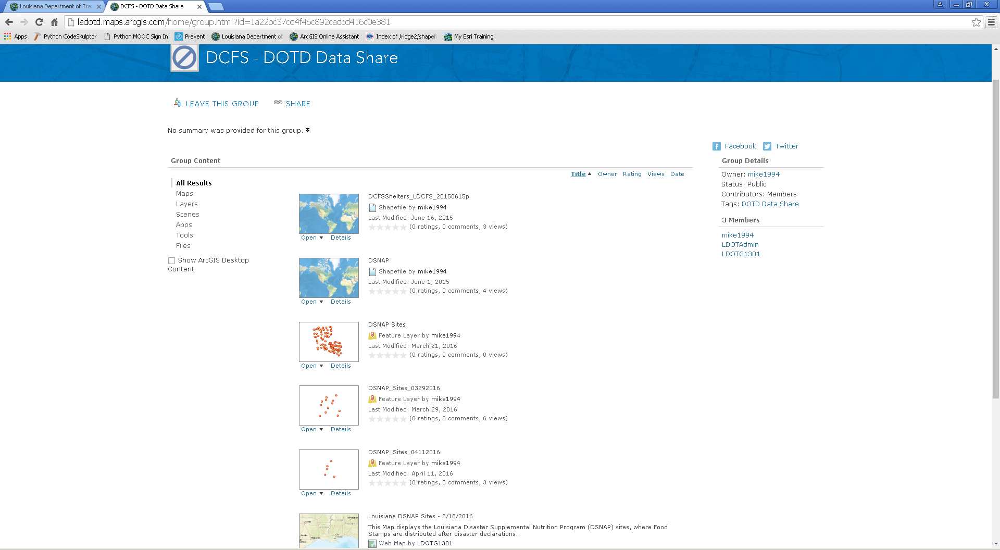 Louisiana Department of Tra
DCFS - DOTD Data Share
ladotd.maps.arcgis.com/home/group.html?id=1a22bc37cd4f46c892cadcd416c0e381
Apps
Python CodeSkulptor
Python MOOC Sign In
Prevent
Louisiana Department of
ArcGIS Online Assistant
Index of /ridge2/shapef
My Esri Training
DCFS - DOTD Data Share
LEAVE THIS GROUP
SHARE
No summary was provided for this group.
Facebook
Twitter
Group Content
Title
Owner
Rating
Views
Date
All Results
Maps
Layers
Scenes
Apps
Tools
Files
Show ArcGIS Desktop
Content
DCFSShelters_LDCFS_20150615p
Shapefile by mike1994
Last Modified: June 16, 2015
(0 ratings, 0 comments, 3 views)
Open
Details
DSNAP
Shapefile by mike1994
Last Modified: June 1, 2015
(0 ratings, 0 comments, 4 views)
Open
Details
DSNAP Sites
Feature Layer by mike1994
Last Modified: March 21, 2016
(0 ratings, 0 comments, 0 views)
Open
Details
DSNAP_Sites_03292016
Feature Layer by mike1994
Last Modified: March 29, 2016
(0 ratings, 0 comments, 6 views)
Open
Details
DSNAP_Sites_04112016
Feature Layer by mike1994
Last Modified: April 11, 2016
(0 ratings, 0 comments, 3 views)
Open
Details
Louisiana DSNAP Sites - 3/18/2016
This Map displays the Louisiana Disaster Supplemental Nutrition Program (DSNAP) sites, where Food
Stamps are distributed after disaster declarations.
Web Map by LDOTG1301
Group Details
Owner: mike1994
Status: Public
Contributors: Members
Tags: DOTD Data Share
3 Members
mike1994
LDOTAdmin
LDOTG1301